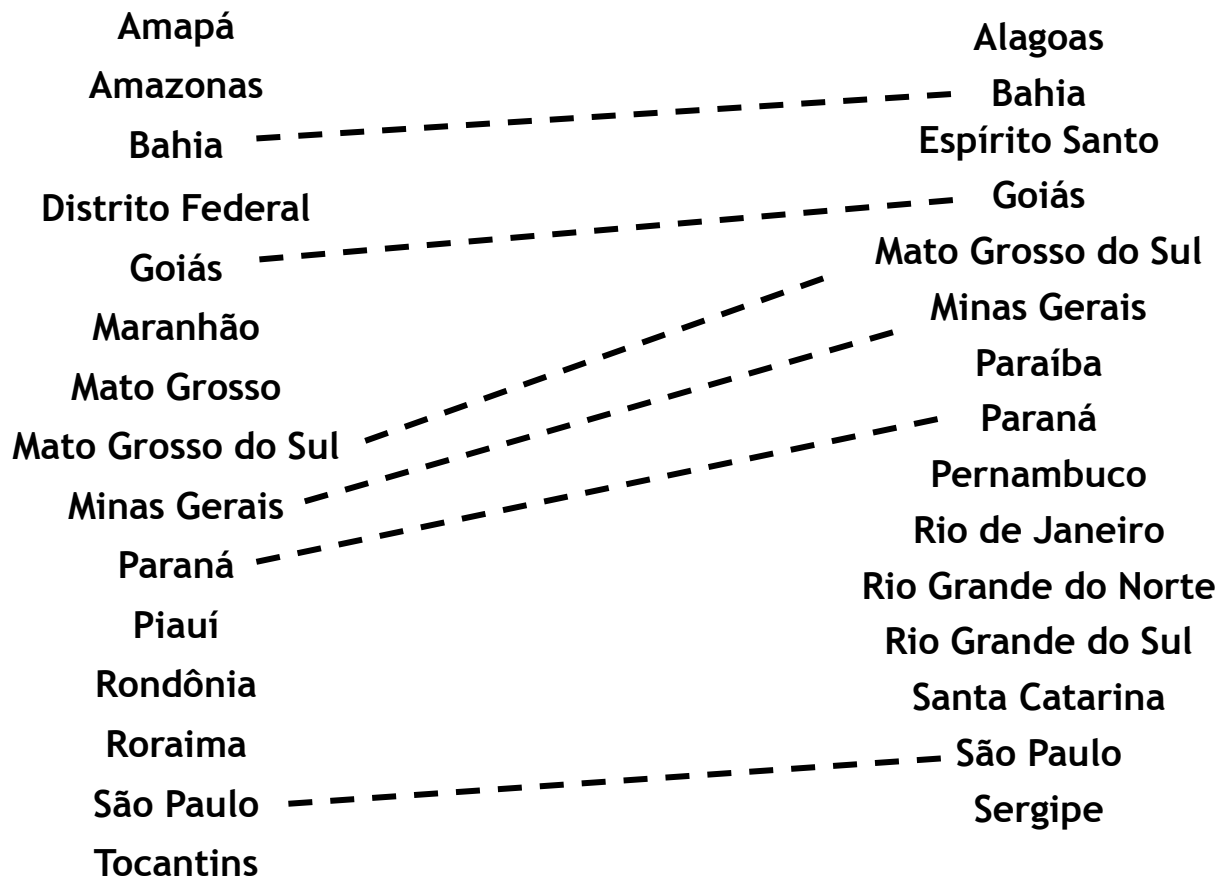 Amapá
Amazonas
Bahia
Distrito Federal
Goiás
Maranhão
Mato Grosso
Mato Grosso do Sul
Minas Gerais
Paraná
Piauí
Rondônia
Roraima
São Paulo
Tocantins
Alagoas
Bahia
Espírito Santo
Goiás
Mato Grosso do Sul
Minas Gerais
Paraíba
Paraná
Pernambuco
Rio de Janeiro
Rio Grande do Norte
Rio Grande do Sul
Santa Catarina
São Paulo
Sergipe